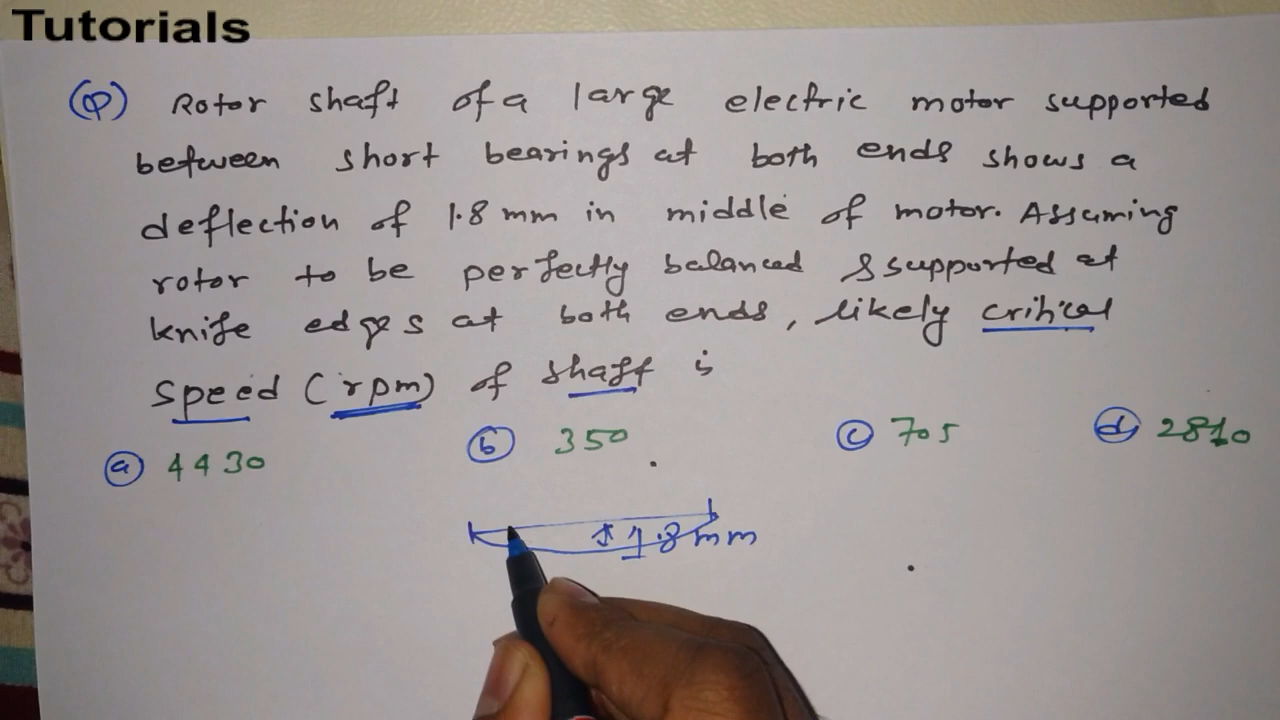 Tutorials
(Q) Rotor shaft of a large electric motor supported
between short bearings at both ends shows a
deflection of 1.8 mm in middle of motor. Assuming
rotor to be perfectly balanced & supported at
knife edges at both ends, likely critical
speed (rpm) of shaft is
(a) 4430 (b) 350 (c) 705 (d) 2810
1.8 mm